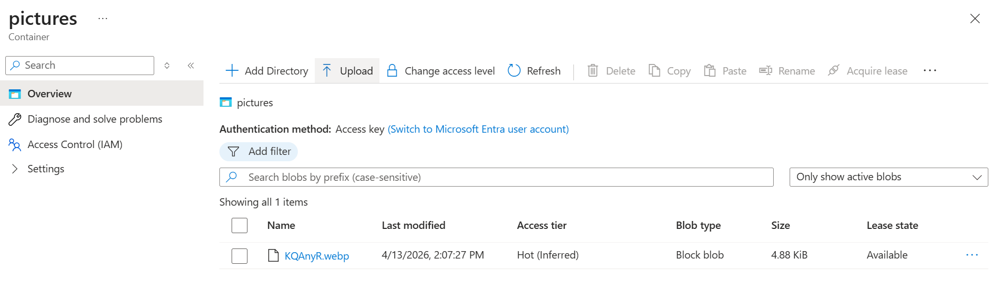 pictures ...
Container
Search
Overview
Diagnose and solve problems
Access Control (IAM)
Settings
Add Directory Upload Change access level Refresh Delete Copy Paste Rename Acquire lease ...
pictures
Authentication method: Access key (Switch to Microsoft Entra user account)
Add filter
Search blobs by prefix (case-sensitive) Only show active blobs
Showing all 1 items
Name Last modified Access tier Blob type Size Lease state
KQAnyR.webp 4/13/2026, 2:07:27 PM Hot (Inferred) Block blob 4.88 KiB Available ...